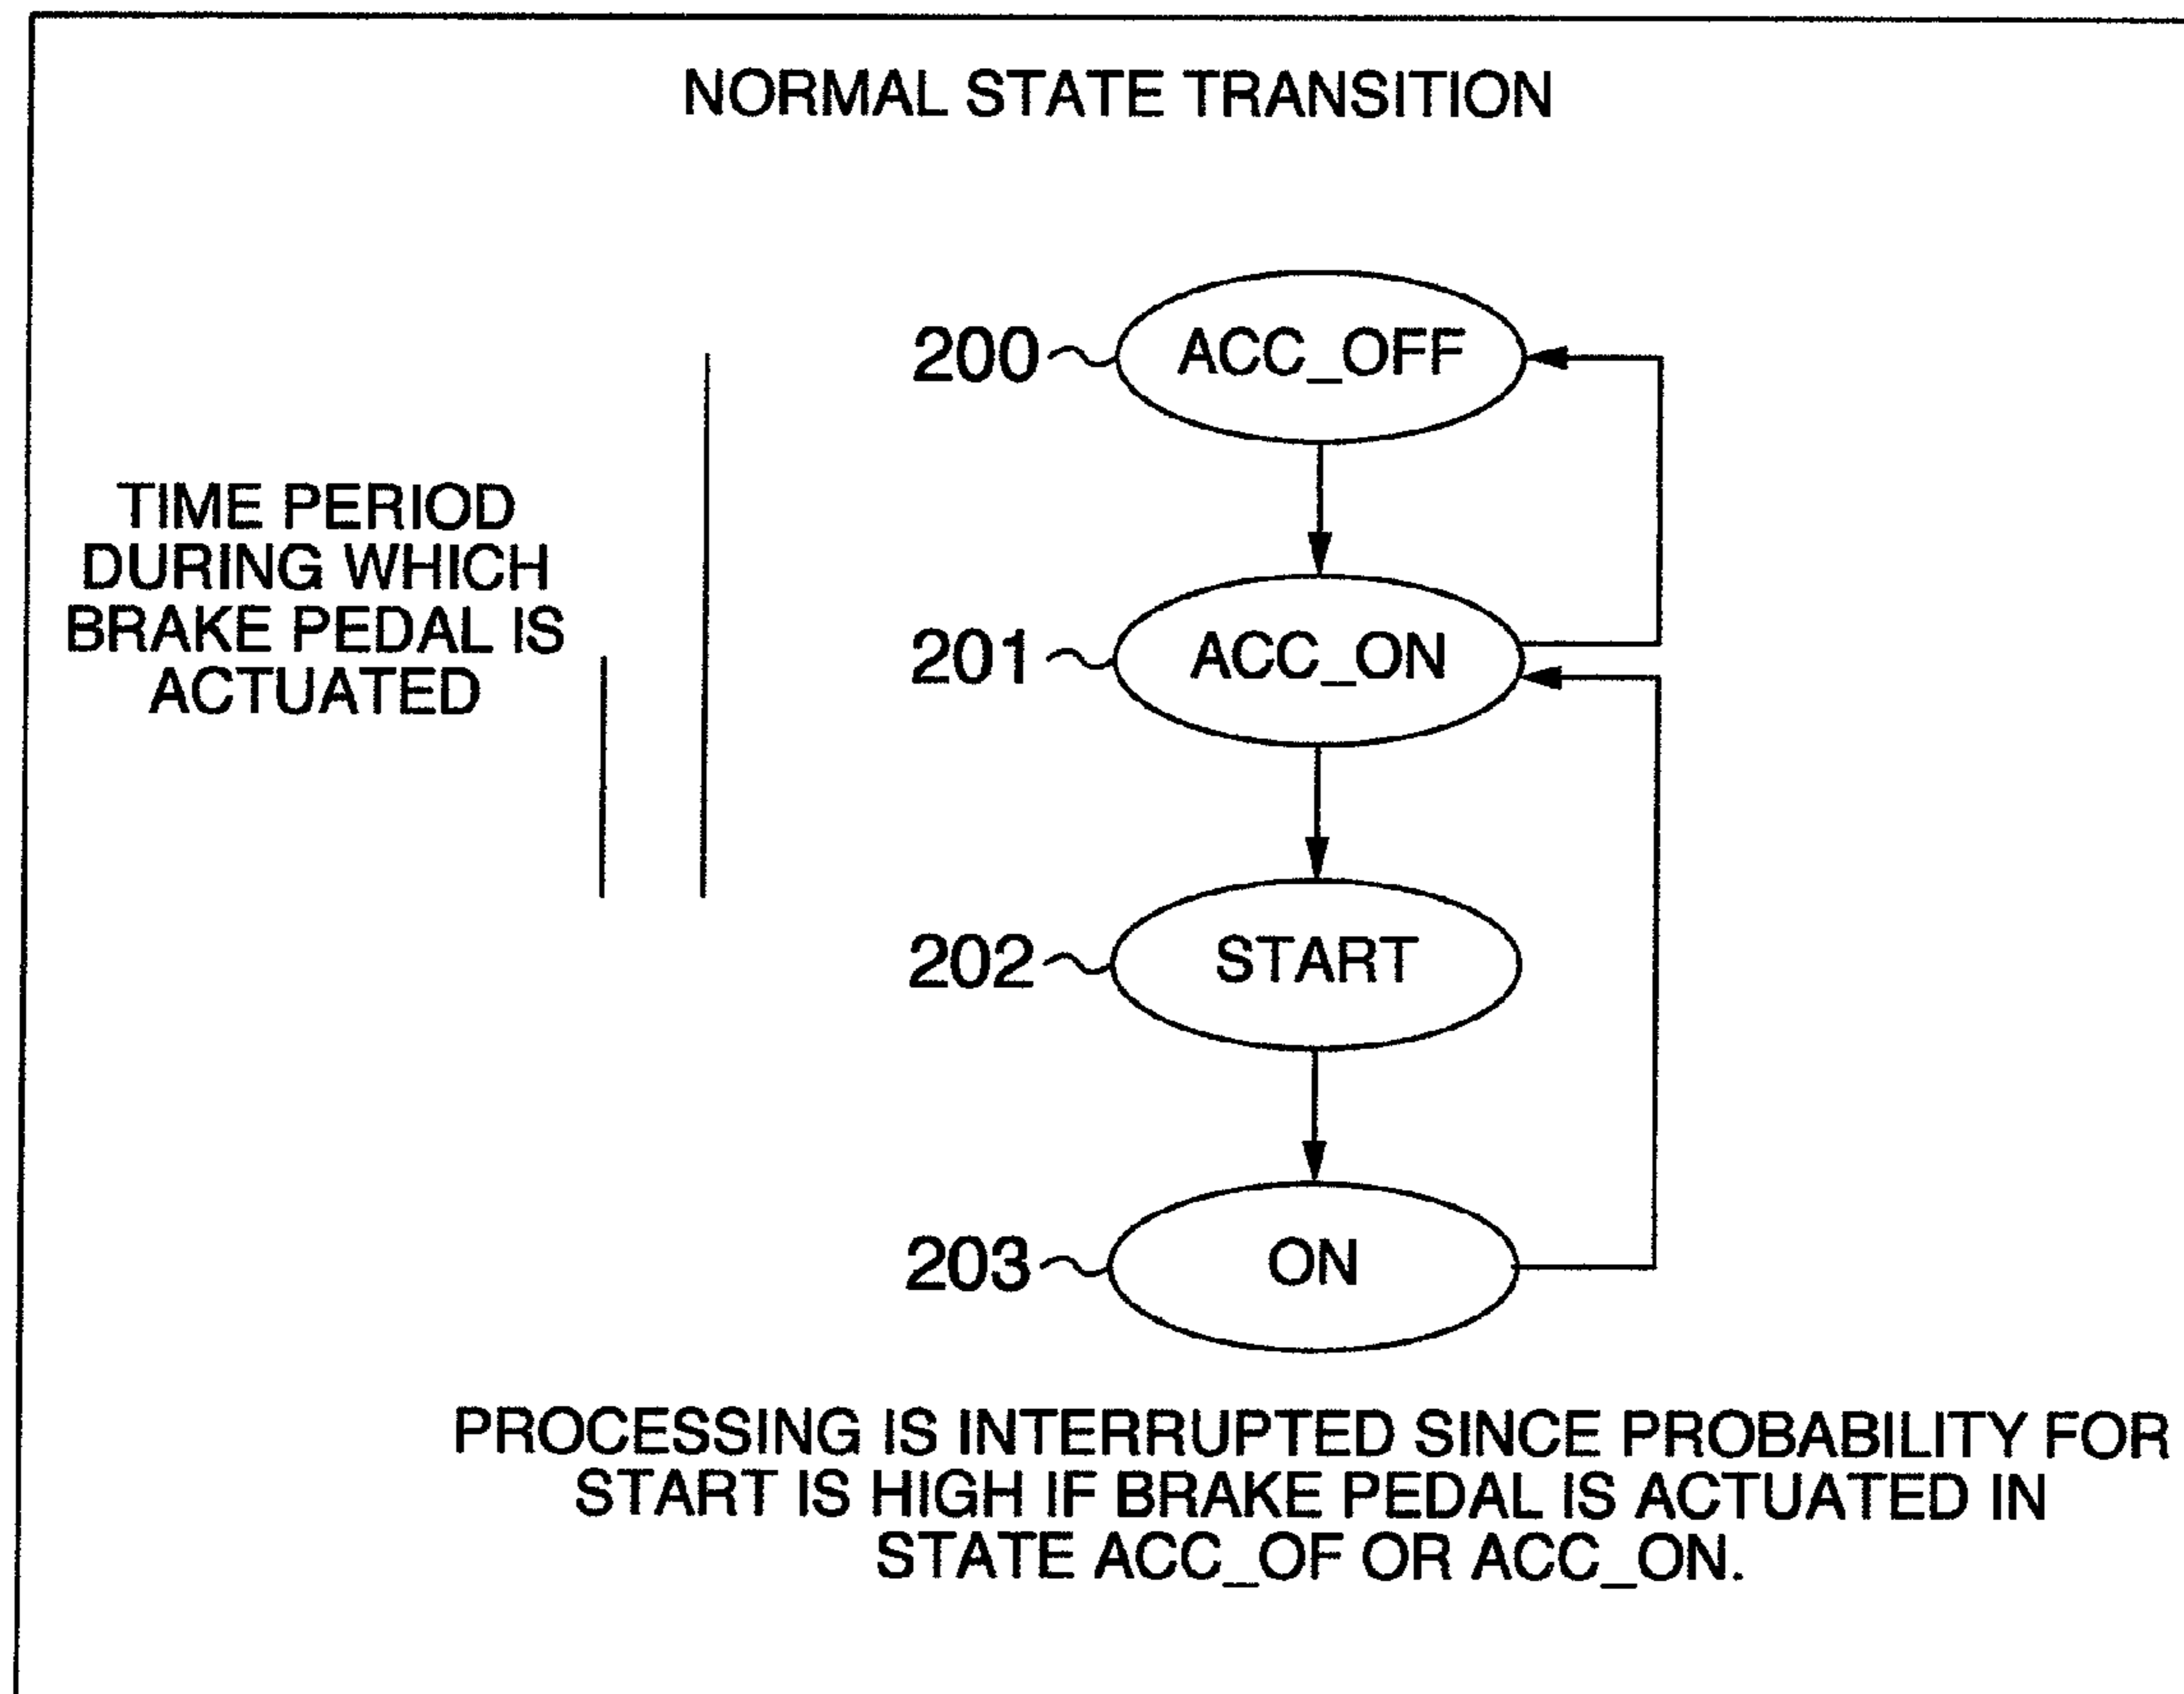 NORMAL STATE TRANSITION
200
ACC_OFF
TIME PERIOD
DURING WHICH
BRAKE PEDAL IS
ACTUATED
201
ACC_ON
202
START
203
ON
PROCESSING IS INTERRUPTED SINCE PROBABILITY FOR
START IS HIGH IF BRAKE PEDAL IS ACTUATED IN
STATE ACC_OF OR ACC_ON.